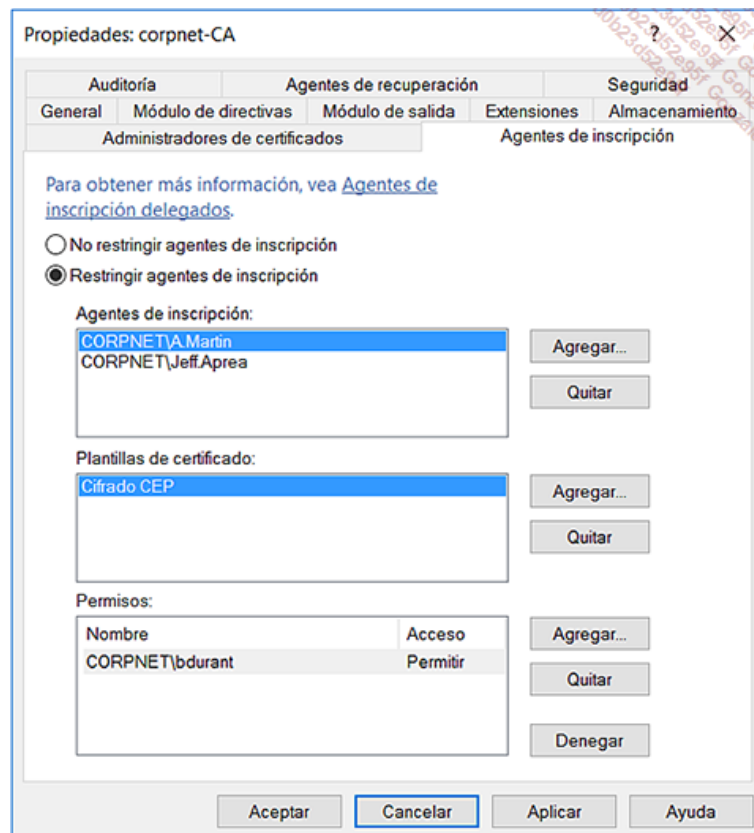 Propiedades: corpnet-CA
Auditoría Agentes de recuperación Seguridad
General Módulo de directivas Módulo de salida Extensiones Almacenamiento
Administradores de certificados Agentes de inscripción
Para obtener más información, vea Agentes de
inscripción delegados.
No restringir agentes de inscripción
Restringir agentes de inscripción
Agentes de inscripción:
CORPNET\A.Martin
CORPNET\Jeff.Aprea
Agregar...
Quitar
Plantillas de certificado:
Cifrado CEP
Agregar...
Quitar
Permisos:
Nombre Acceso
CORPNET\bdurant Permitir
Agregar...
Quitar
Denegar
Aceptar Cancelar Aplicar Ayuda